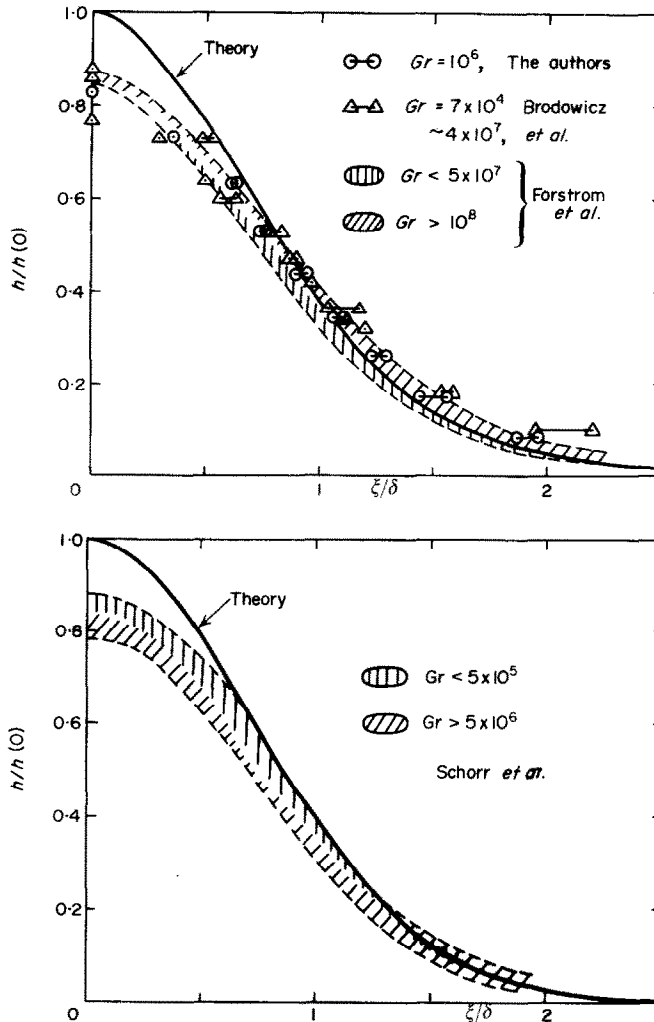 1·0
0·8
0·6
0·4
0·2
0
1
2
ξ/δ
h/h(0)
Theory
Gr = 10⁶, The authors
Gr = 7 x 10⁴ Brodowicz
~4 x 10⁷, et al.
Gr < 5 x 10⁷
Gr > 10⁸
Forstrom
et al.
1·0
0·8
0·6
0·4
0·2
0
1
2
ξ/δ
h/h(0)
Theory
Gr < 5 x 10⁵
Gr > 5 x 10⁶
Schorr et al.